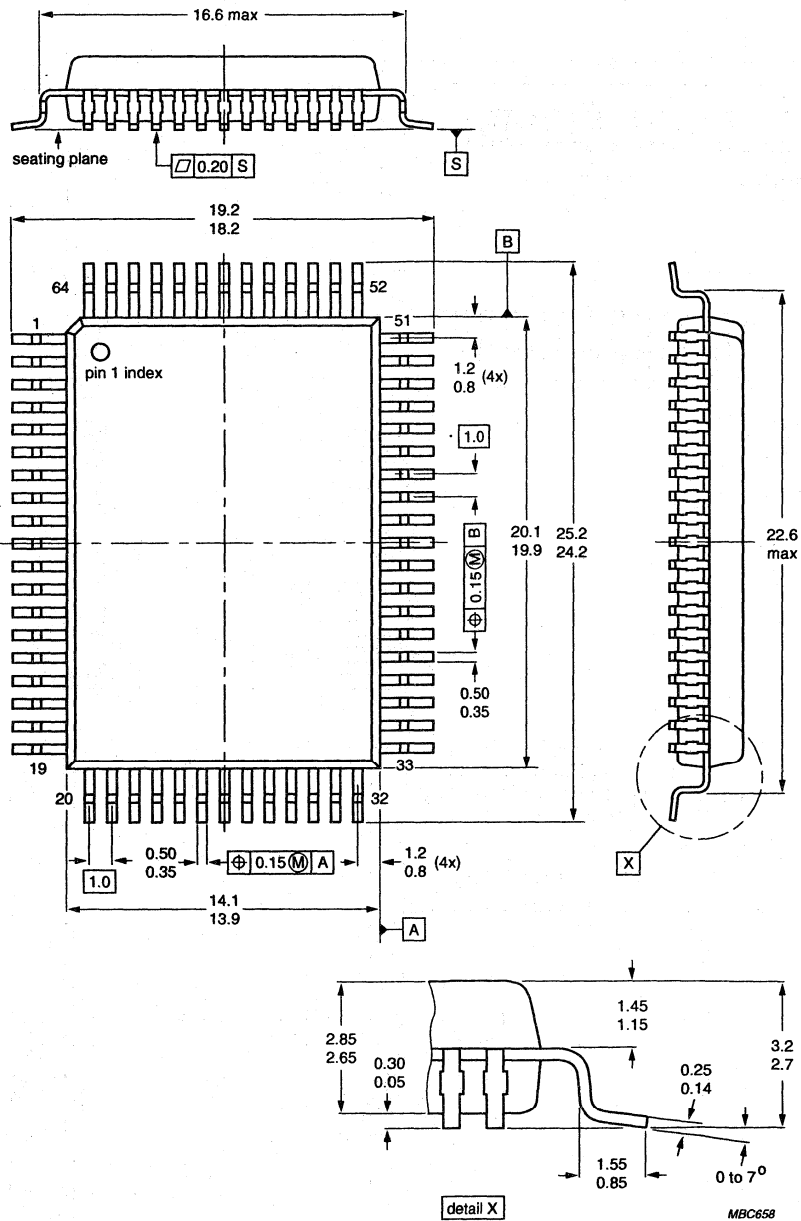 16.6 max
seating plane
0.20 S
S
19.2
18.2
B
64
52
1
51
pin 1 index
1.2
0.8 (4x)
1.0
0.15 M B
20.1
19.9
25.2
24.2
22.6
max
0.50
0.35
19
33
20
32
0.50
0.35
0.15 M A
1.2
0.8 (4x)
1.0
X
14.1
13.9
A
2.85
2.65
0.30
0.05
1.45
1.15
3.2
2.7
0.25
0.14
1.55
0.85
0 to 7°
detail X
MBC658